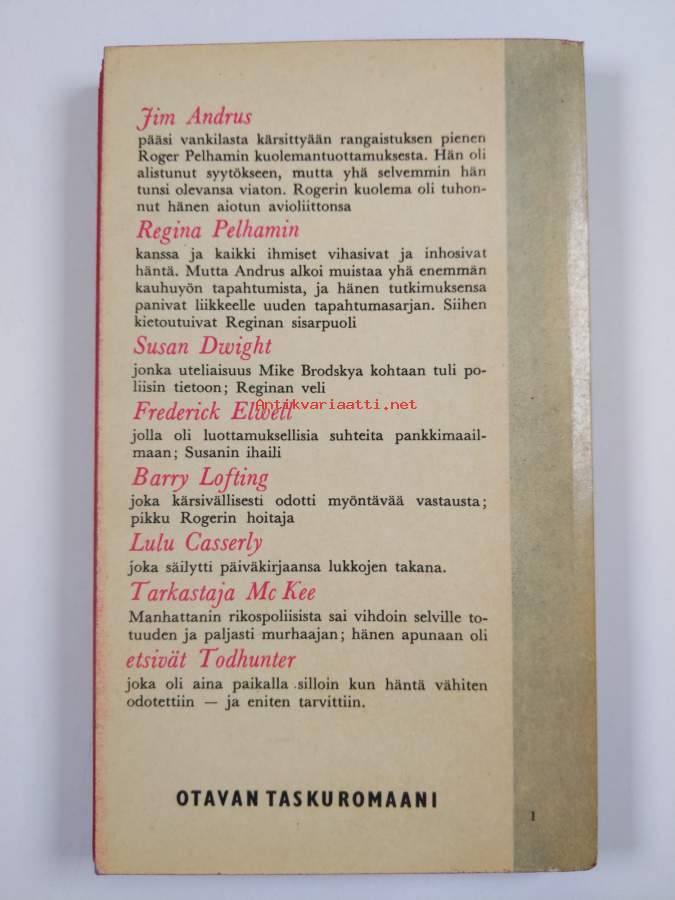 Jim Andrus
pääsi vankilasta kärsittyään rangaistuksen pienen
Roger Pelhamin kuolemantuottamuksesta. Hän oli
alistunut syytökseen, mutta yhä selvemmin hän
tunsi olevansa viaton. Rogerin kuolema oli tuhon-
nut hänen aiotun avioliittonsa
Regina Pelhamin
kanssa ja kaikki ihmiset vihasivat ja inhosivat
häntä. Mutta Andrus alkoi muistaa yhä enemmän
kauhuyön tapahtumista, ja hänen tutkimuksensa
panivat liikkeelle uuden tapahtumasarjan. Siihen
kietoutuivat Reginan sisarpuoli
Susan Dwight
jonka uteliaisuus Mike Brodskya kohtaan tuli po-
liisin tietoon; Reginan veli
Frederick Elwell
Antikvariaatti.net
jolla oli luottamuksellisia suhteita pankkimaail-
maan; Susanin ihaili
Barry Lofting
joka kärsivällisesti odotti myöntävää vastausta;
pikku Rogerin hoitaja
Lulu Casserly
joka säilytti päiväkirjaansa lukkojen takana.
Tarkastaja Mc Kee
Manhattanin rikospoliisista sai vihdoin selville to-
tuuden ja paljasti murhaajan; hänen apunaan oli
etsivät Todhunter
joka oli aina paikalla silloin kun häntä vähiten
odotettiin — ja eniten tarvittiin.
OTAVAN TASKUROMAANI
1